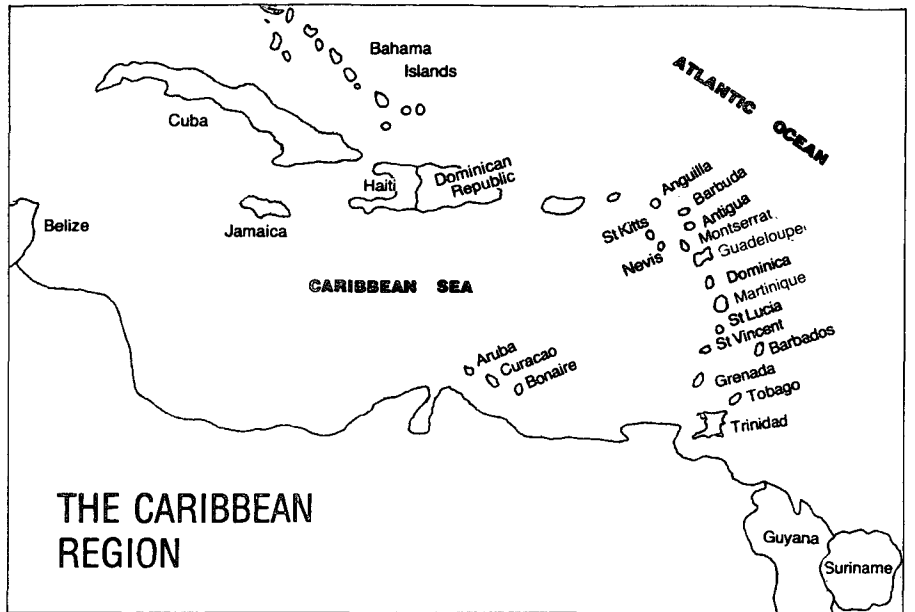 Bahama
Islands
ATLANTIC OCEAN
Cuba
Haiti
Dominican
Republic
Anguilla
Barbuda
Antigua
St Kitts
Montserrat
Nevis
Guadeloupe
Belize
Jamaica
Dominica
CARIBBEAN SEA
Martinique
St Lucia
St Vincent
Barbados
Aruba
Curacao
Bonaire
Grenada
Tobago
Trinidad
THE CARIBBEAN
REGION
Guyana
Suriname